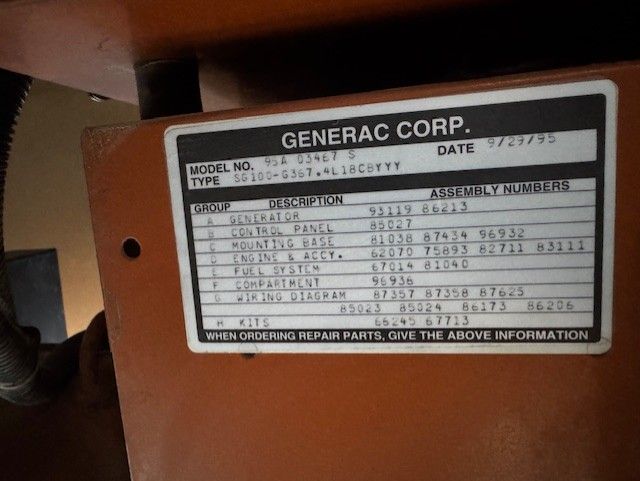 GENERAC CORP.
MODEL NO. 95A 03467 S DATE 9/29/95
TYPE SG100-G367.4L18CBYYY
GROUP DESCRIPTION ASSEMBLY NUMBERS
A GENERATOR 93119 86213
B CONTROL PANEL 85027
C MOUNTING BASE 81038 87434 96932
D ENGINE & ACCY. 62070 75893 82711 83111
E FUEL SYSTEM 67014 81040
F COMPARTMENT 96936
G WIRING DIAGRAM 87357 87358 87625
85023 85024 86173 86206
H KITS 66245 67713
WHEN ORDERING REPAIR PARTS, GIVE THE ABOVE INFORMATION